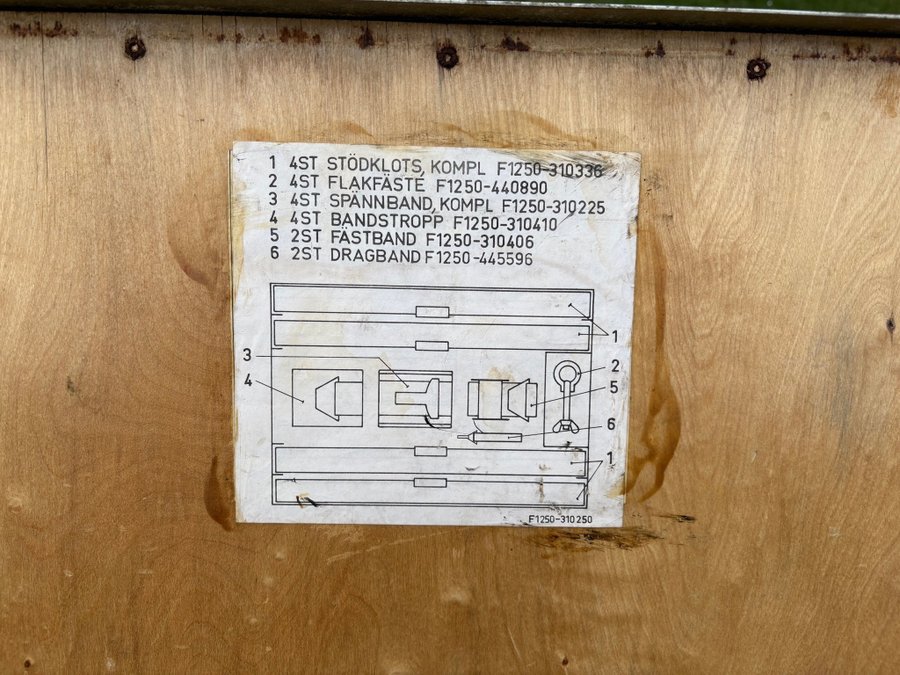 1 4ST STÖDKLOTS, KOMPL F1250-310336
2 4ST FLAKFÄSTE F1250-440890
3 4ST SPÄNNBAND, KOMPL F1250-310225
4 4ST BANDSTROPP F1250-310410
5 2ST FÄSTBAND F1250-310406
6 2ST DRAGBAND F1250-445596
1
3
2
4
5
6
1
F1250-310250